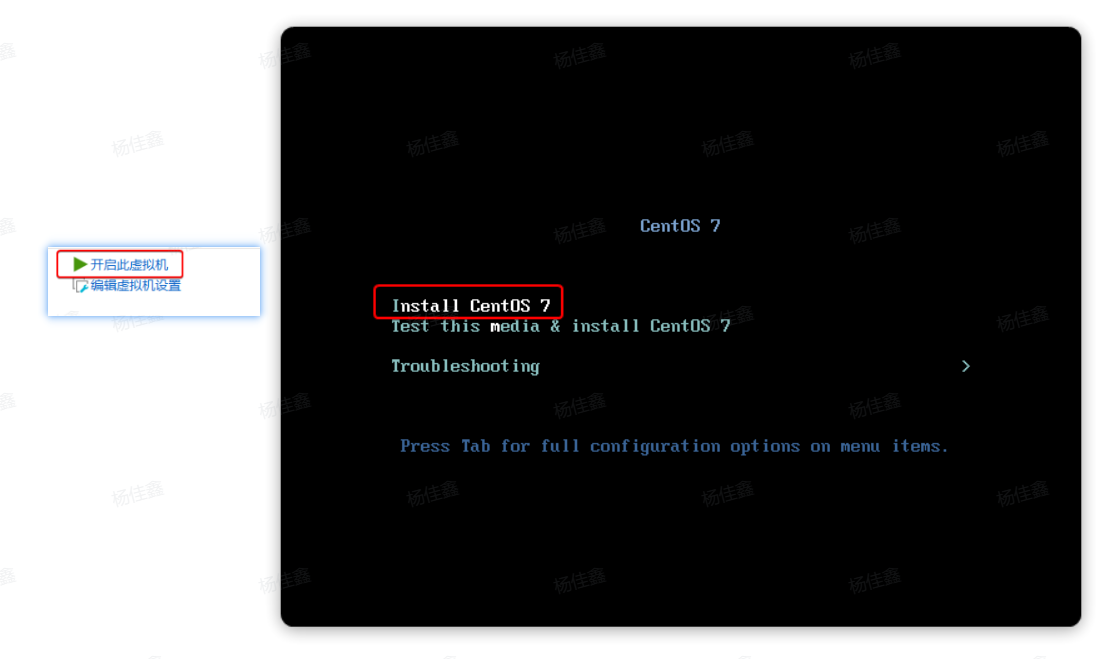 开启此虚拟机
编辑虚拟机设置
CentOS 7
Install CentOS 7
Test this media & install CentOS 7
Troubleshooting >
Press Tab for full configuration options on menu items.
杨佳鑫